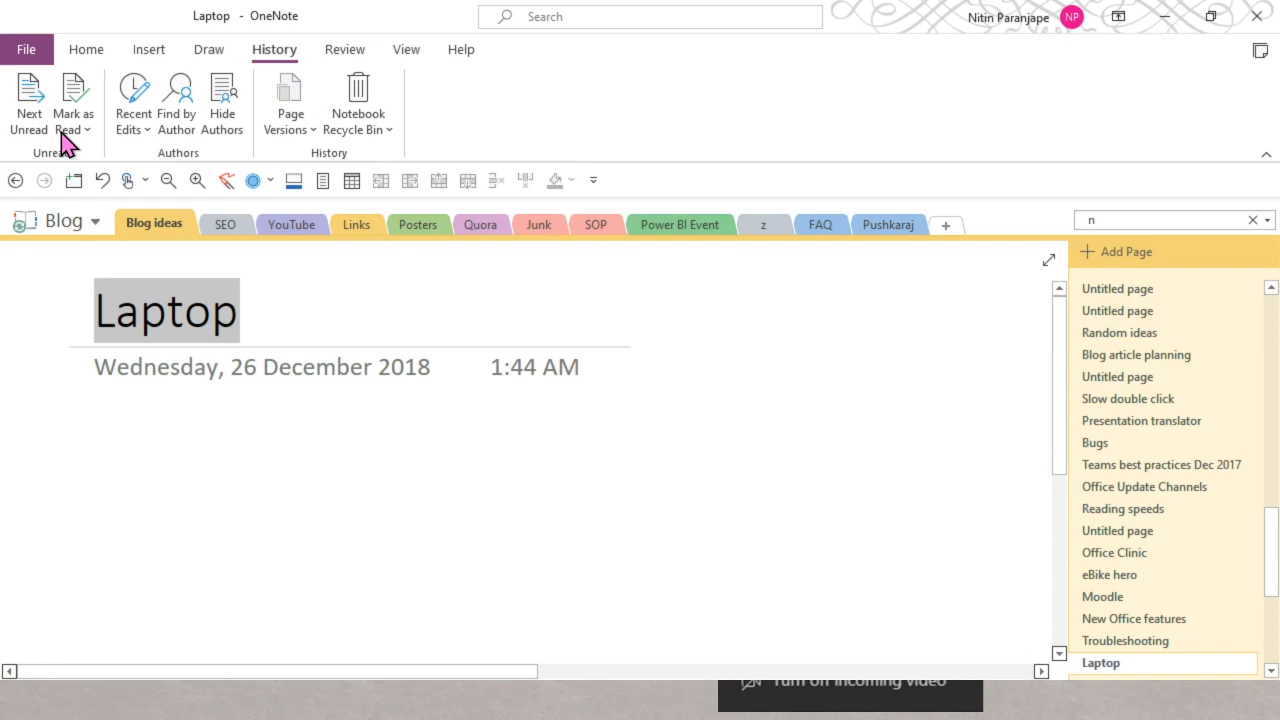 Laptop - OneNote
Search
Nitin Paranjape
NP
File Home Insert Draw History Review View Help
Next Unread
Mark as Read
Recent Edits
Find by Author
Hide Authors
Page Versions
Notebook Recycle Bin
Authors
History
Blog
Blog ideas
SEO
YouTube
Links
Posters
Quora
Junk
SOP
Power BI Event
z
FAQ
Pushkaraj
n
Add Page
Laptop
Wednesday, 26 December 2018 1:44 AM
Untitled page
Untitled page
Random ideas
Blog article planning
Untitled page
Slow double click
Presentation translator
Bugs
Teams best practices Dec 2017
Office Update Channels
Reading speeds
Untitled page
Office Clinic
eBike hero
Moodle
New Office features
Troubleshooting
Laptop
Turn on incoming video